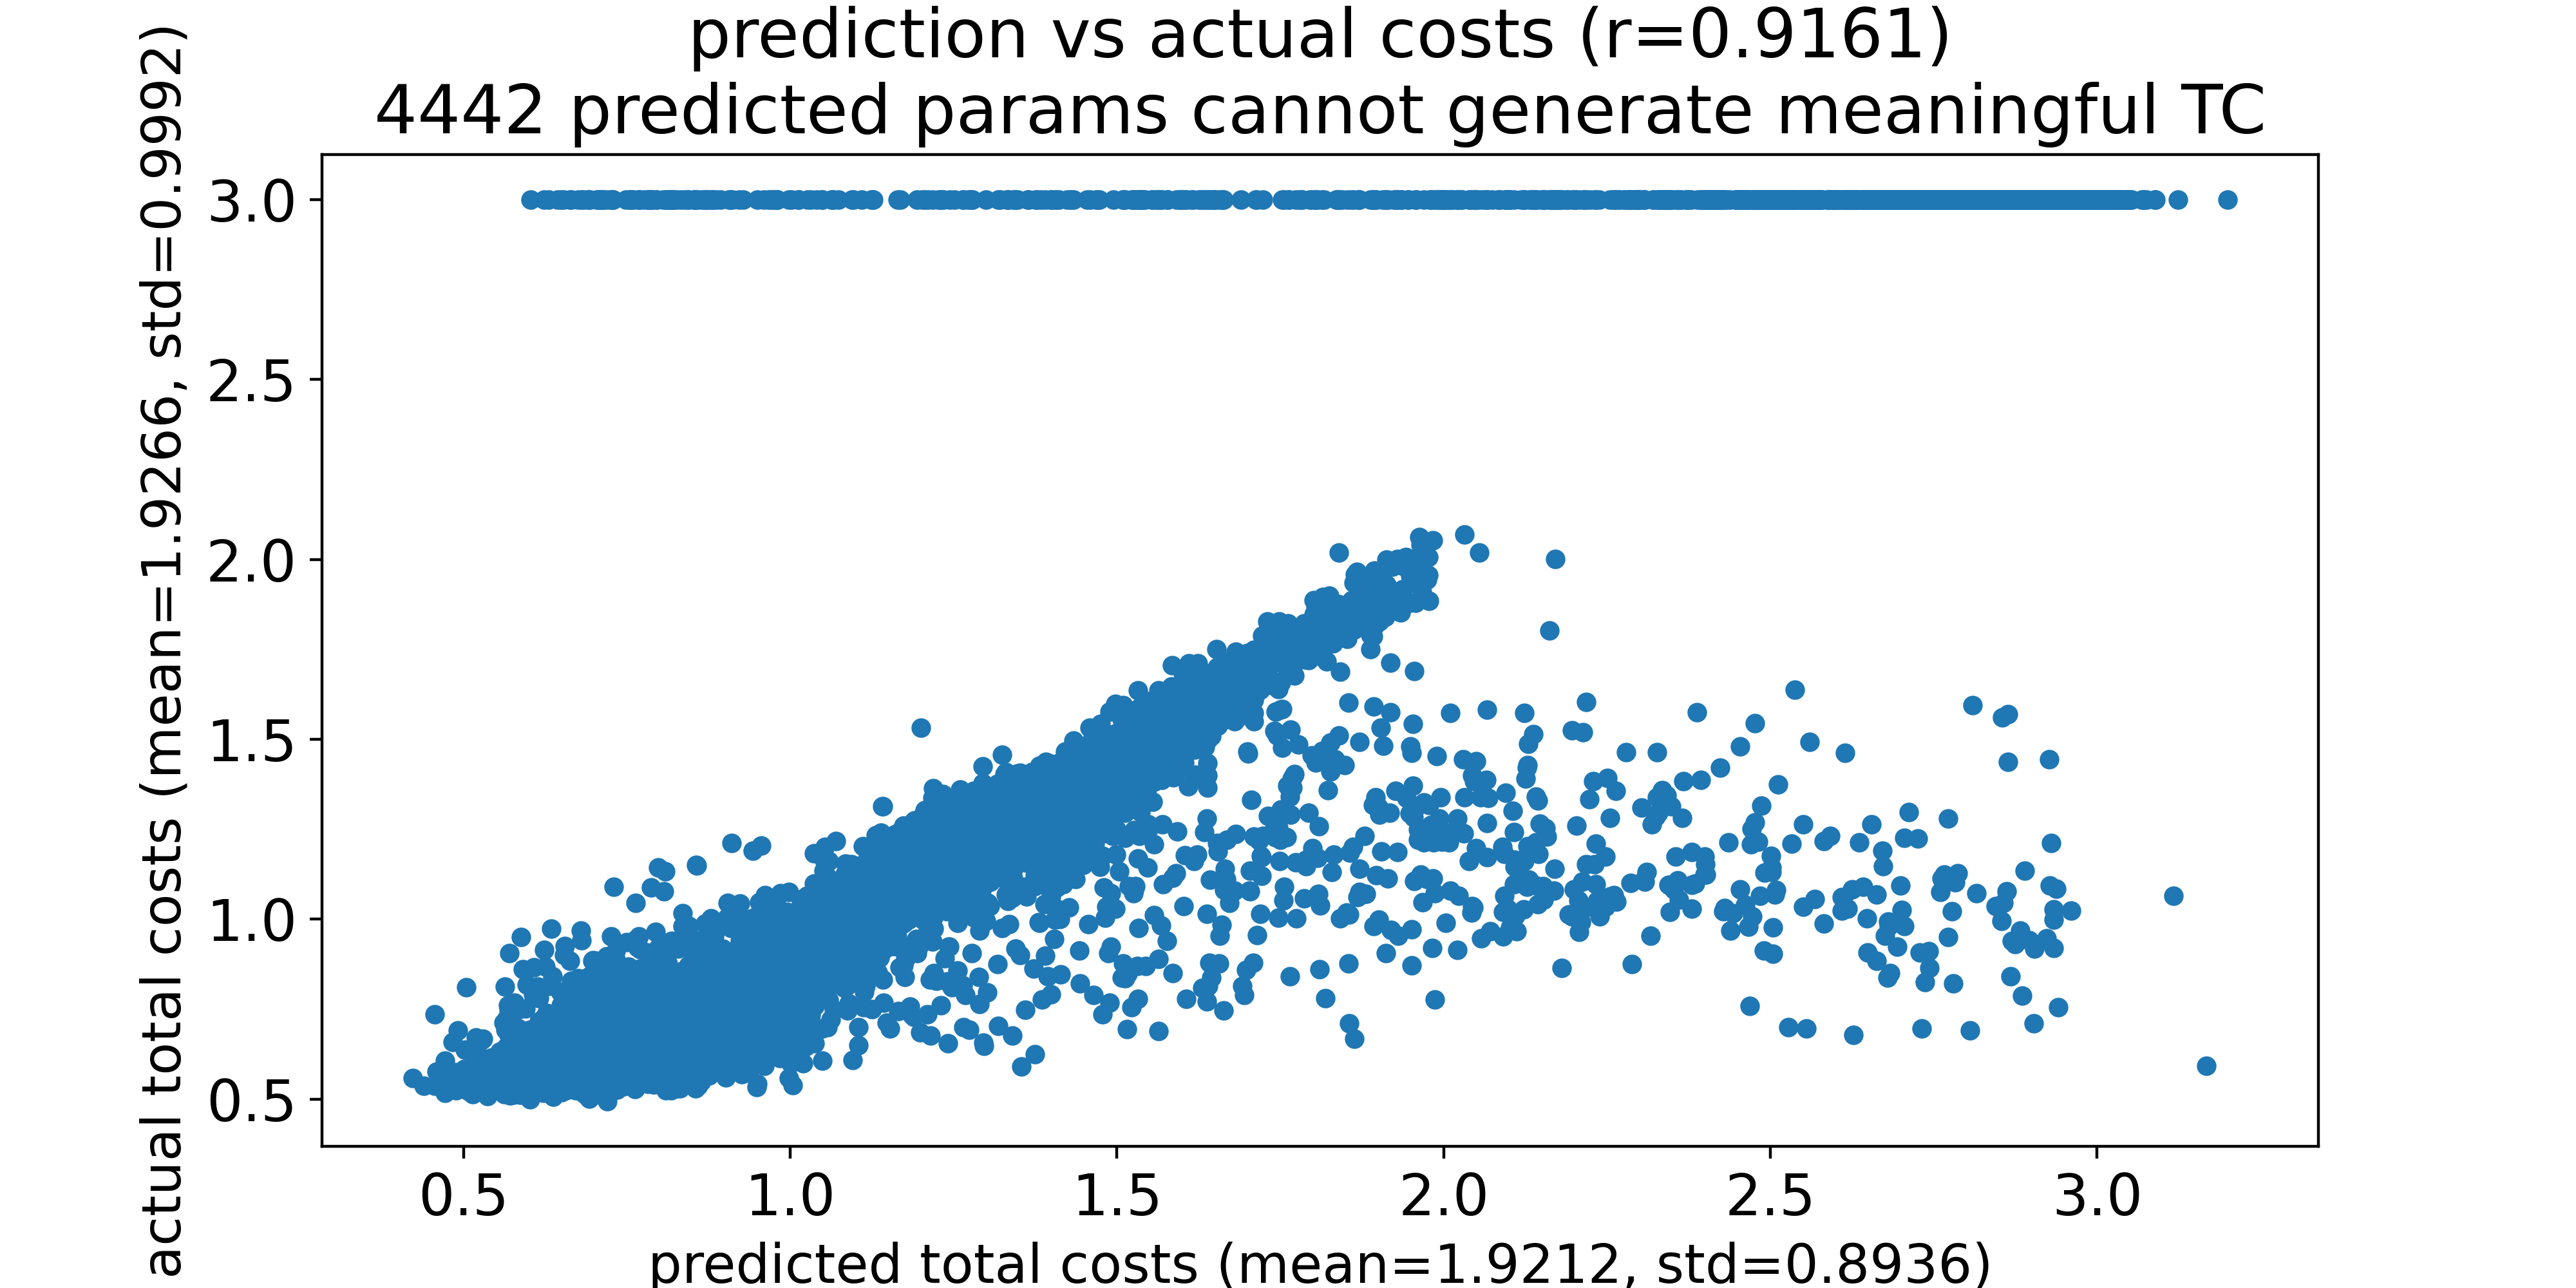 prediction vs actual costs (r=0.9161)
4442 predicted params cannot generate meaningful TC
actual total costs (mean=1.9266, std=0.9992)
3.0
2.5
2.0
1.5
1.0
0.5
0.5 1.0 1.5 2.0 2.5 3.0
predicted total costs (mean=1.9212, std=0.8936)